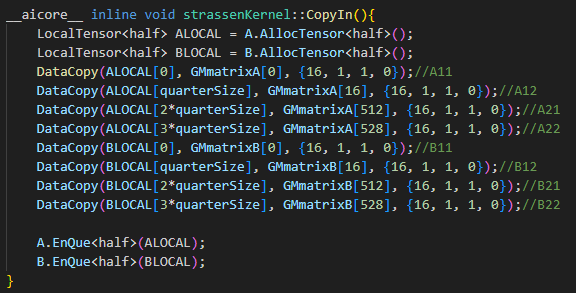 __aicore__ inline void strassenKernel::CopyIn(){
    LocalTensor<half> ALOCAL = A.AllocTensor<half>();
    LocalTensor<half> BLOCAL = B.AllocTensor<half>();
    DataCopy(ALOCAL[0], GMmatrixA[0], {16, 1, 1, 0});//A11
    DataCopy(ALOCAL[quarterSize], GMmatrixA[16], {16, 1, 1, 0});//A12
    DataCopy(ALOCAL[2*quarterSize], GMmatrixA[512], {16, 1, 1, 0});//A21
    DataCopy(ALOCAL[3*quarterSize], GMmatrixA[528], {16, 1, 1, 0});//A22
    DataCopy(BLOCAL[0], GMmatrixB[0], {16, 1, 1, 0});//B11
    DataCopy(BLOCAL[quarterSize], GMmatrixB[16], {16, 1, 1, 0});//B12
    DataCopy(BLOCAL[2*quarterSize], GMmatrixB[512], {16, 1, 1, 0});//B21
    DataCopy(BLOCAL[3*quarterSize], GMmatrixB[528], {16, 1, 1, 0});//B22

    A.EnQue<half>(ALOCAL);
    B.EnQue<half>(BLOCAL);
}